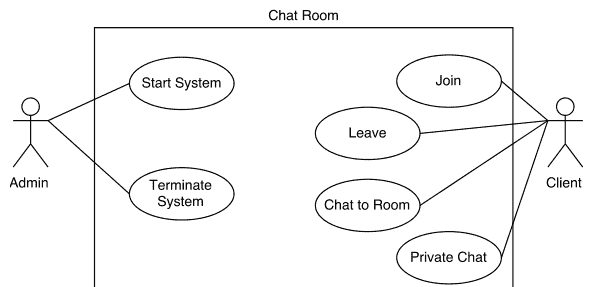 Chat Room
Start System
Join
Leave
Admin
Terminate
System
Chat to Room
Client
Private Chat